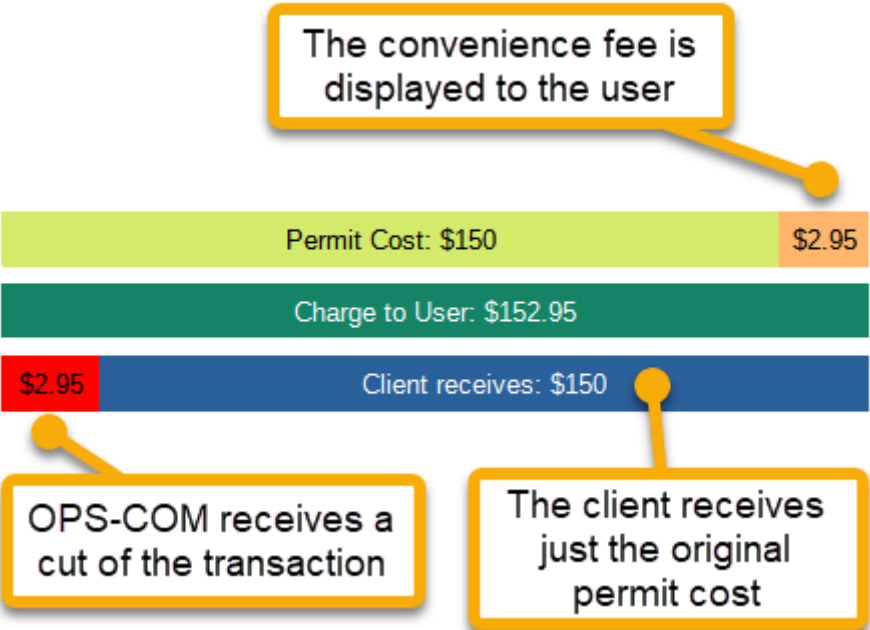 The convenience fee is
displayed to the user
Permit Cost: $150
$2.95
Charge to User: $152.95
$2.95
Client receives: $150
OPS-COM receives a
cut of the transaction
The client receives
just the original
permit cost